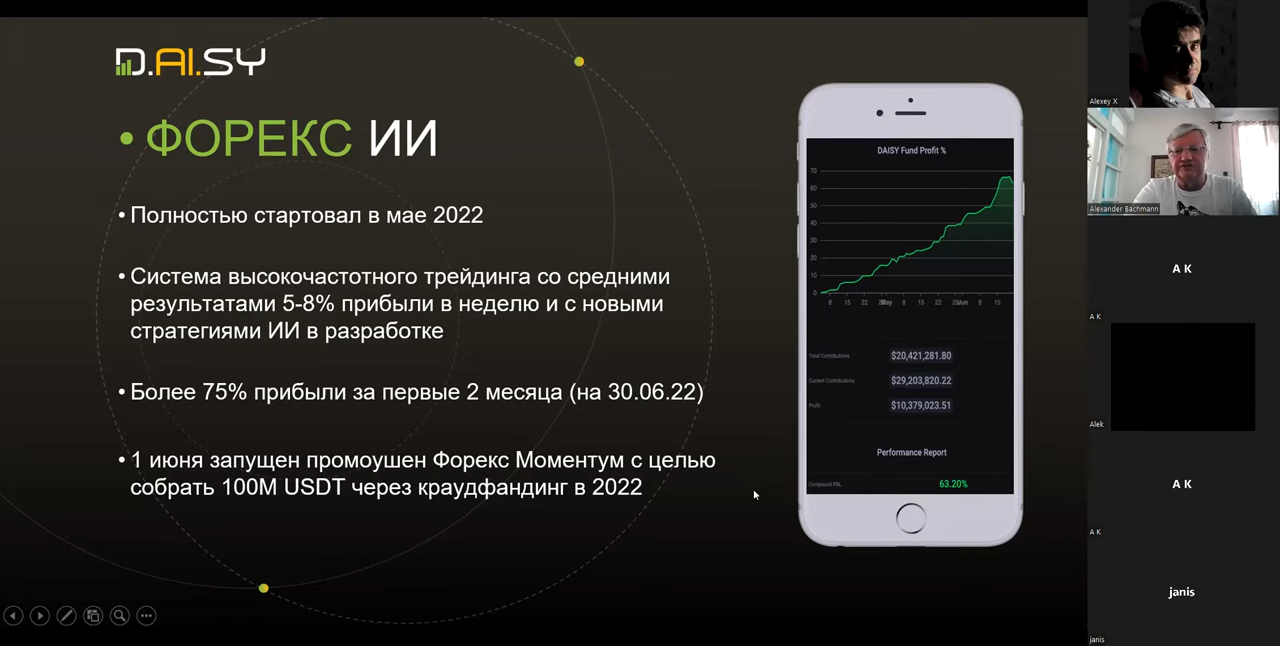 D.AI.SY
• ФОРЕКС ИИ
• Полностью стартовал в мае 2022
• Система высокочастотного трейдинга со средними
результатами 5-8% прибыли в неделю и с новыми
стратегиями ИИ в разработке
• Более 75% прибыли за первые 2 месяца (на 30.06.22)
• 1 июня запущен промоушен Форекс Моментум с целью
собрать 100M USDT через краудфандинг в 2022
DAISY Fund Profit %
70
60
50
40
30
20
10
0
8 15 22 May 8 15 22 Jun 8 15
Total Contributions $20,421,281.80
Current Contributions $29,203,820.22
Profit $10,379,023.51
Performance Report
Compound P&L 63.20%
Alexey X
Alexander Bachmann
A K
A K
Alek
A K
A K
janis
janis